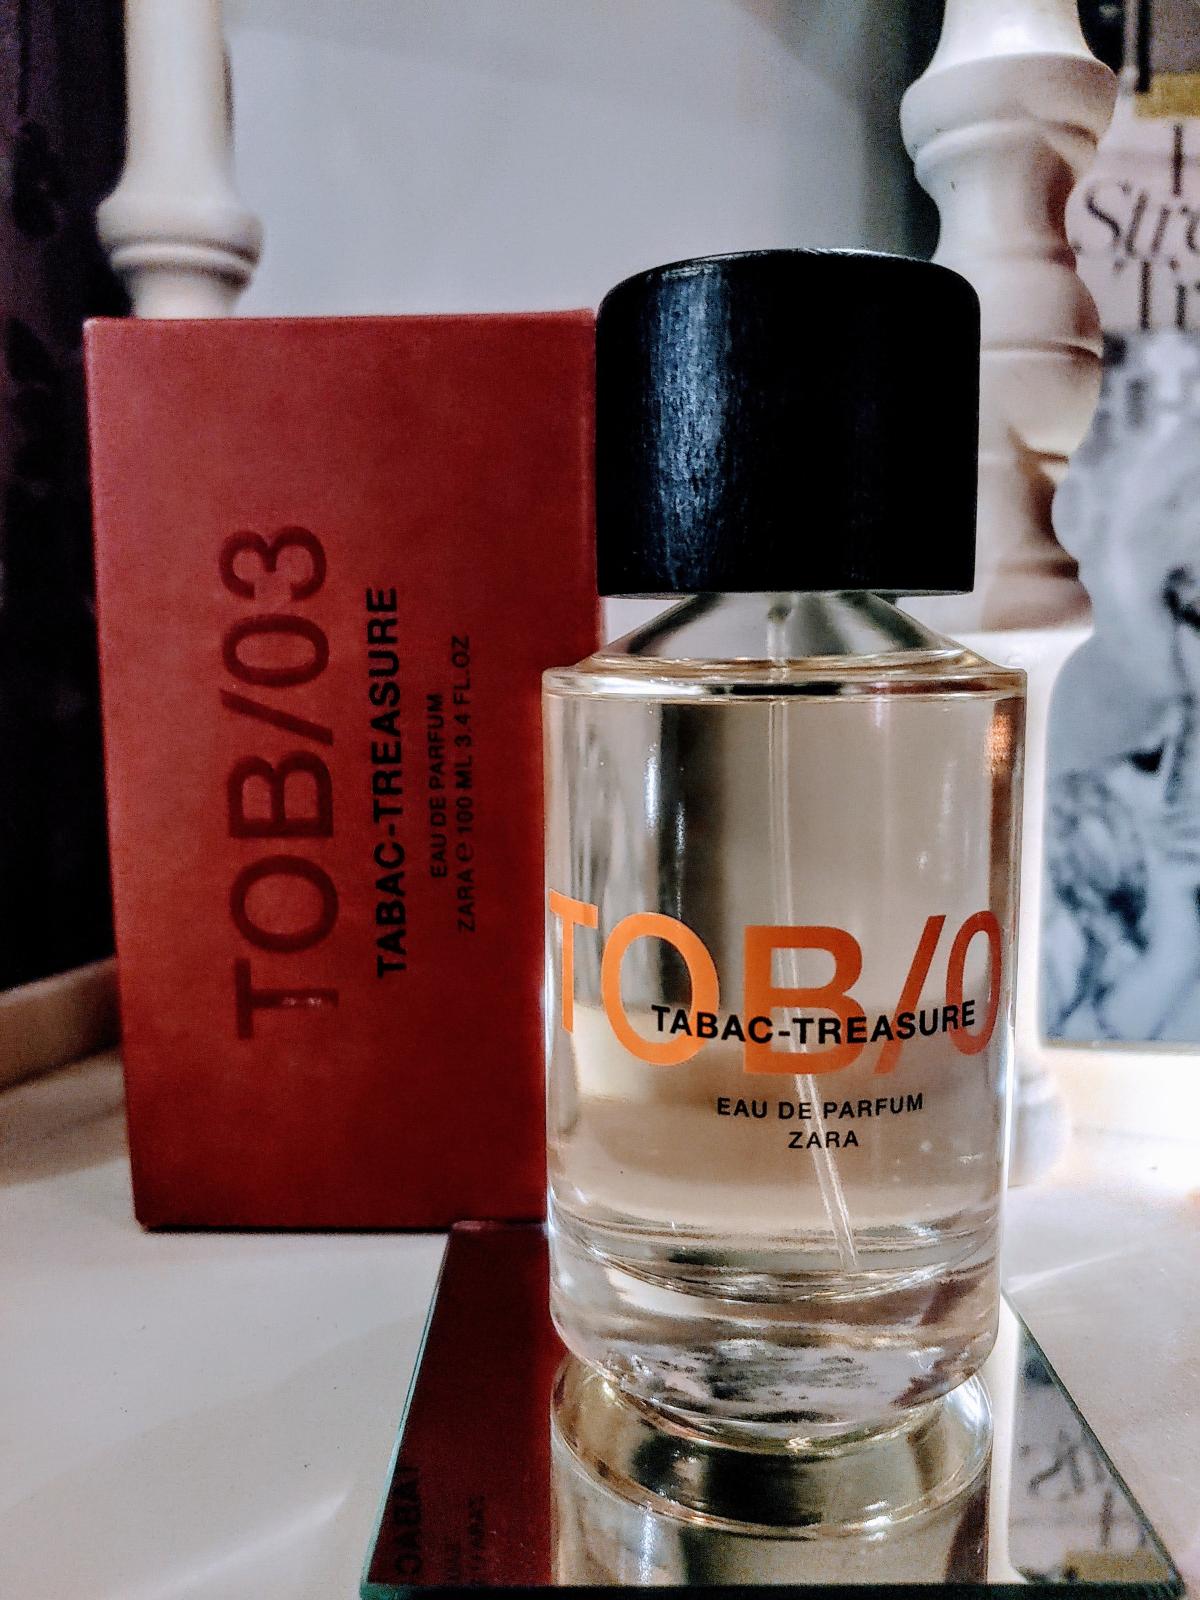 TOB/03
TABAC-TREASURE
EAU DE PARFUM
ZARA ℮ 100 ML 3.4 FL.OZ
TOB/0
TABAC-TREASURE
EAU DE PARFUM
ZARA